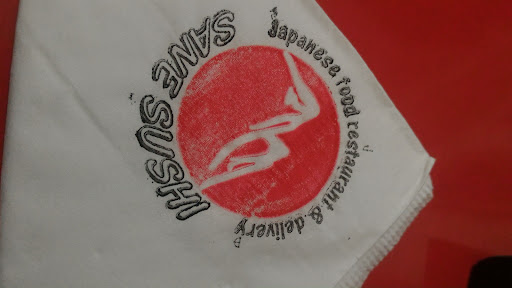 SANE SUSHI
Japanese food restaurant & delivery